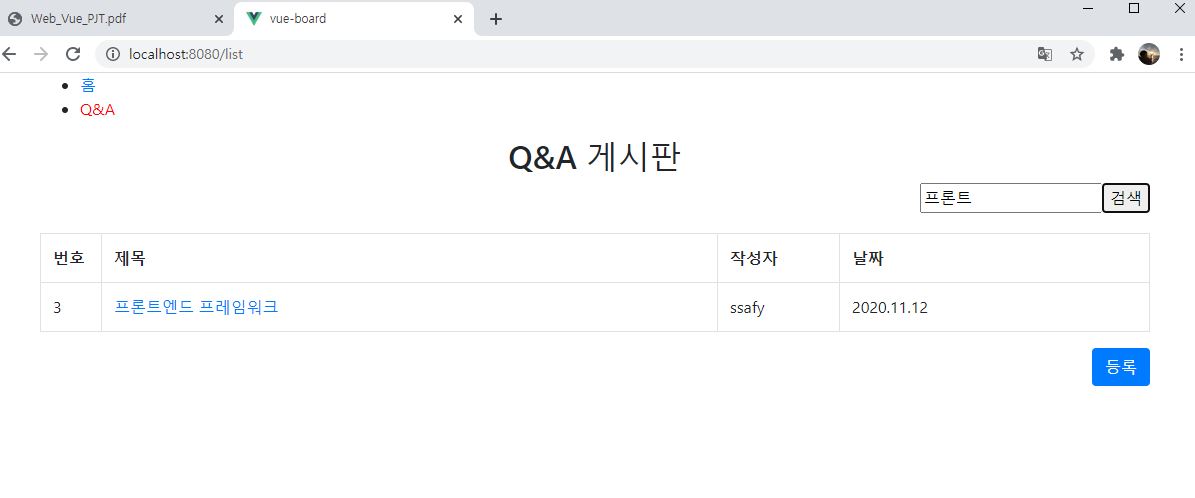 Web_Vue_PJT.pdf
vue-board
localhost:8080/list
홈
Q&A
Q&A 게시판
프론트 검색
번호 제목 작성자 날짜
3 프론트엔드 프레임워크 ssafy 2020.11.12
등록